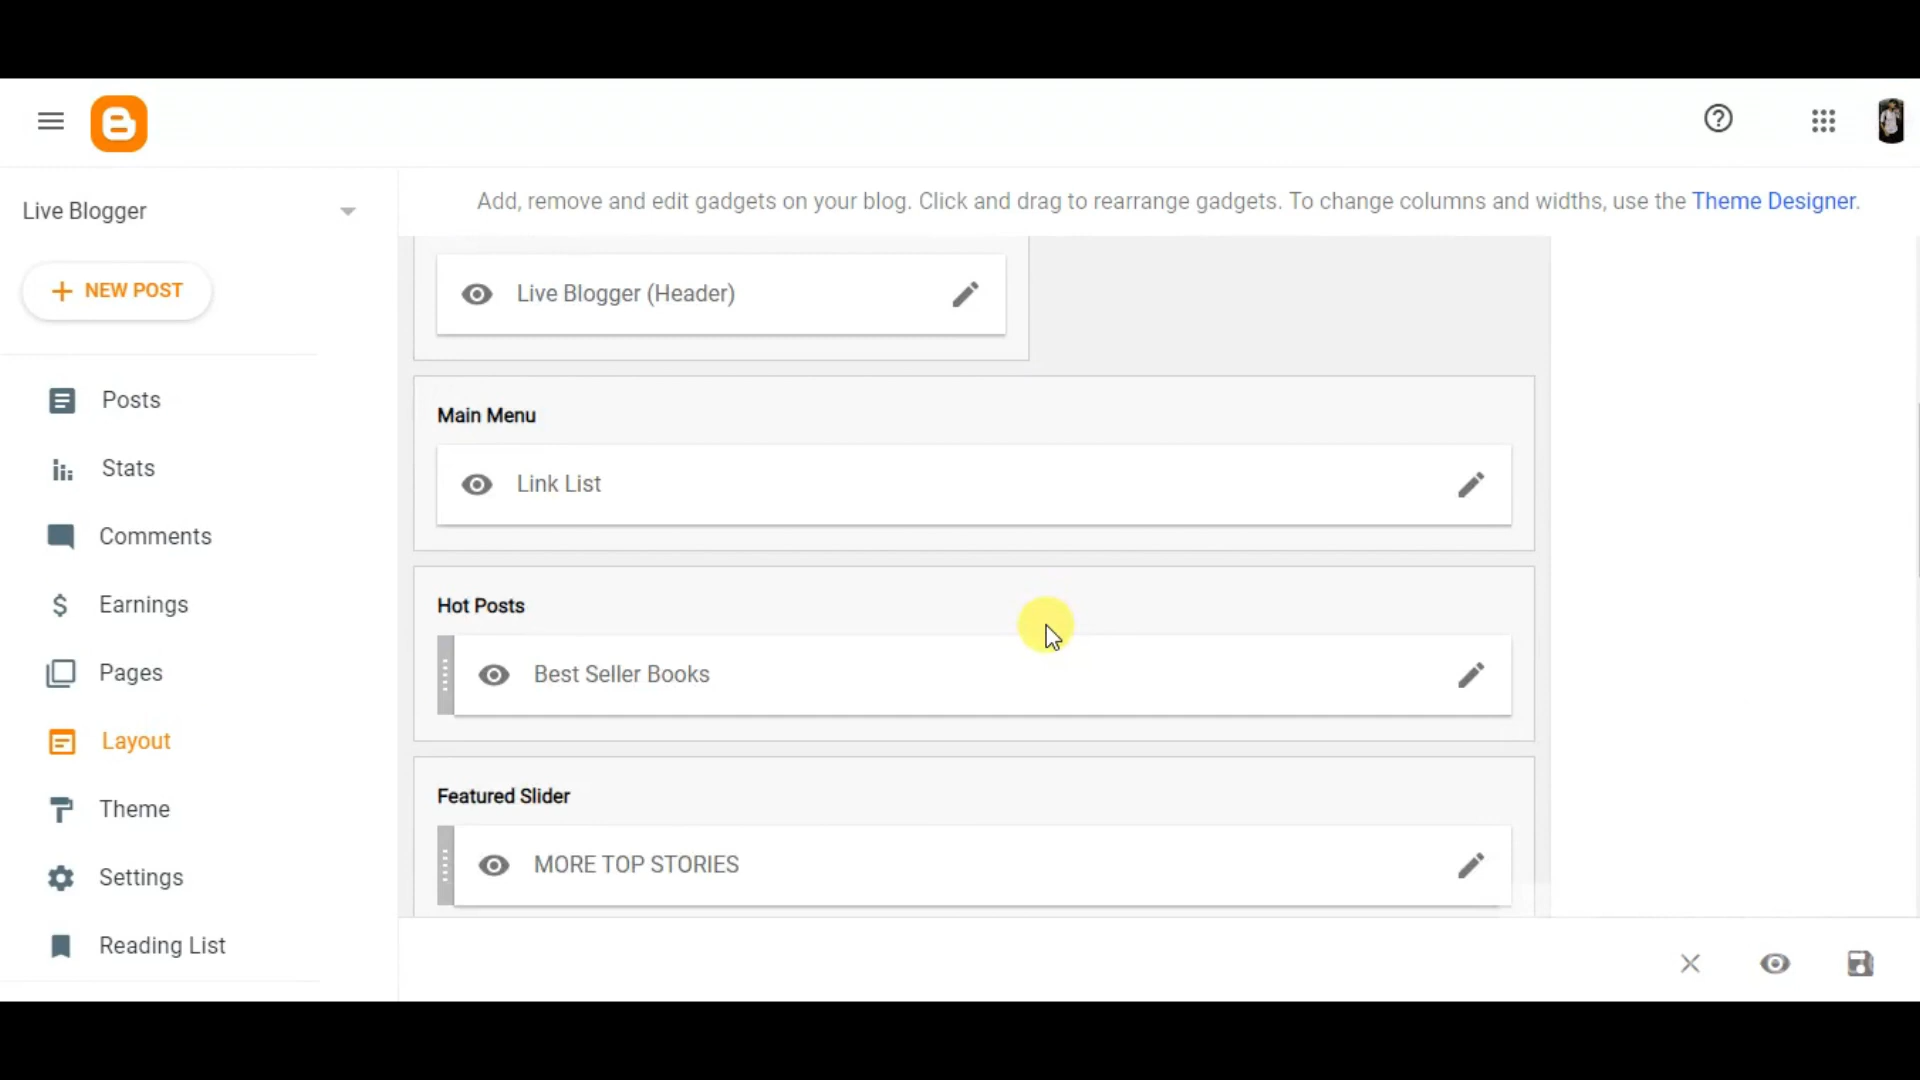 Live Blogger
Add, remove and edit gadgets on your blog. Click and drag to rearrange gadgets. To change columns and widths, use the Theme Designer.
NEW POST
Posts
Stats
Comments
Earnings
Pages
Layout
Theme
Settings
Reading List
Live Blogger (Header)
Main Menu
Link List
Hot Posts
Best Seller Books
Featured Slider
MORE TOP STORIES